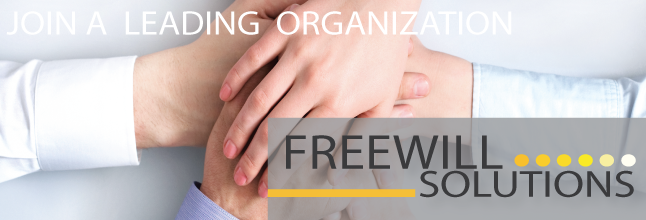 JOIN A LEADING ORGANIZATION
FREEWILL
SOLUTIONS